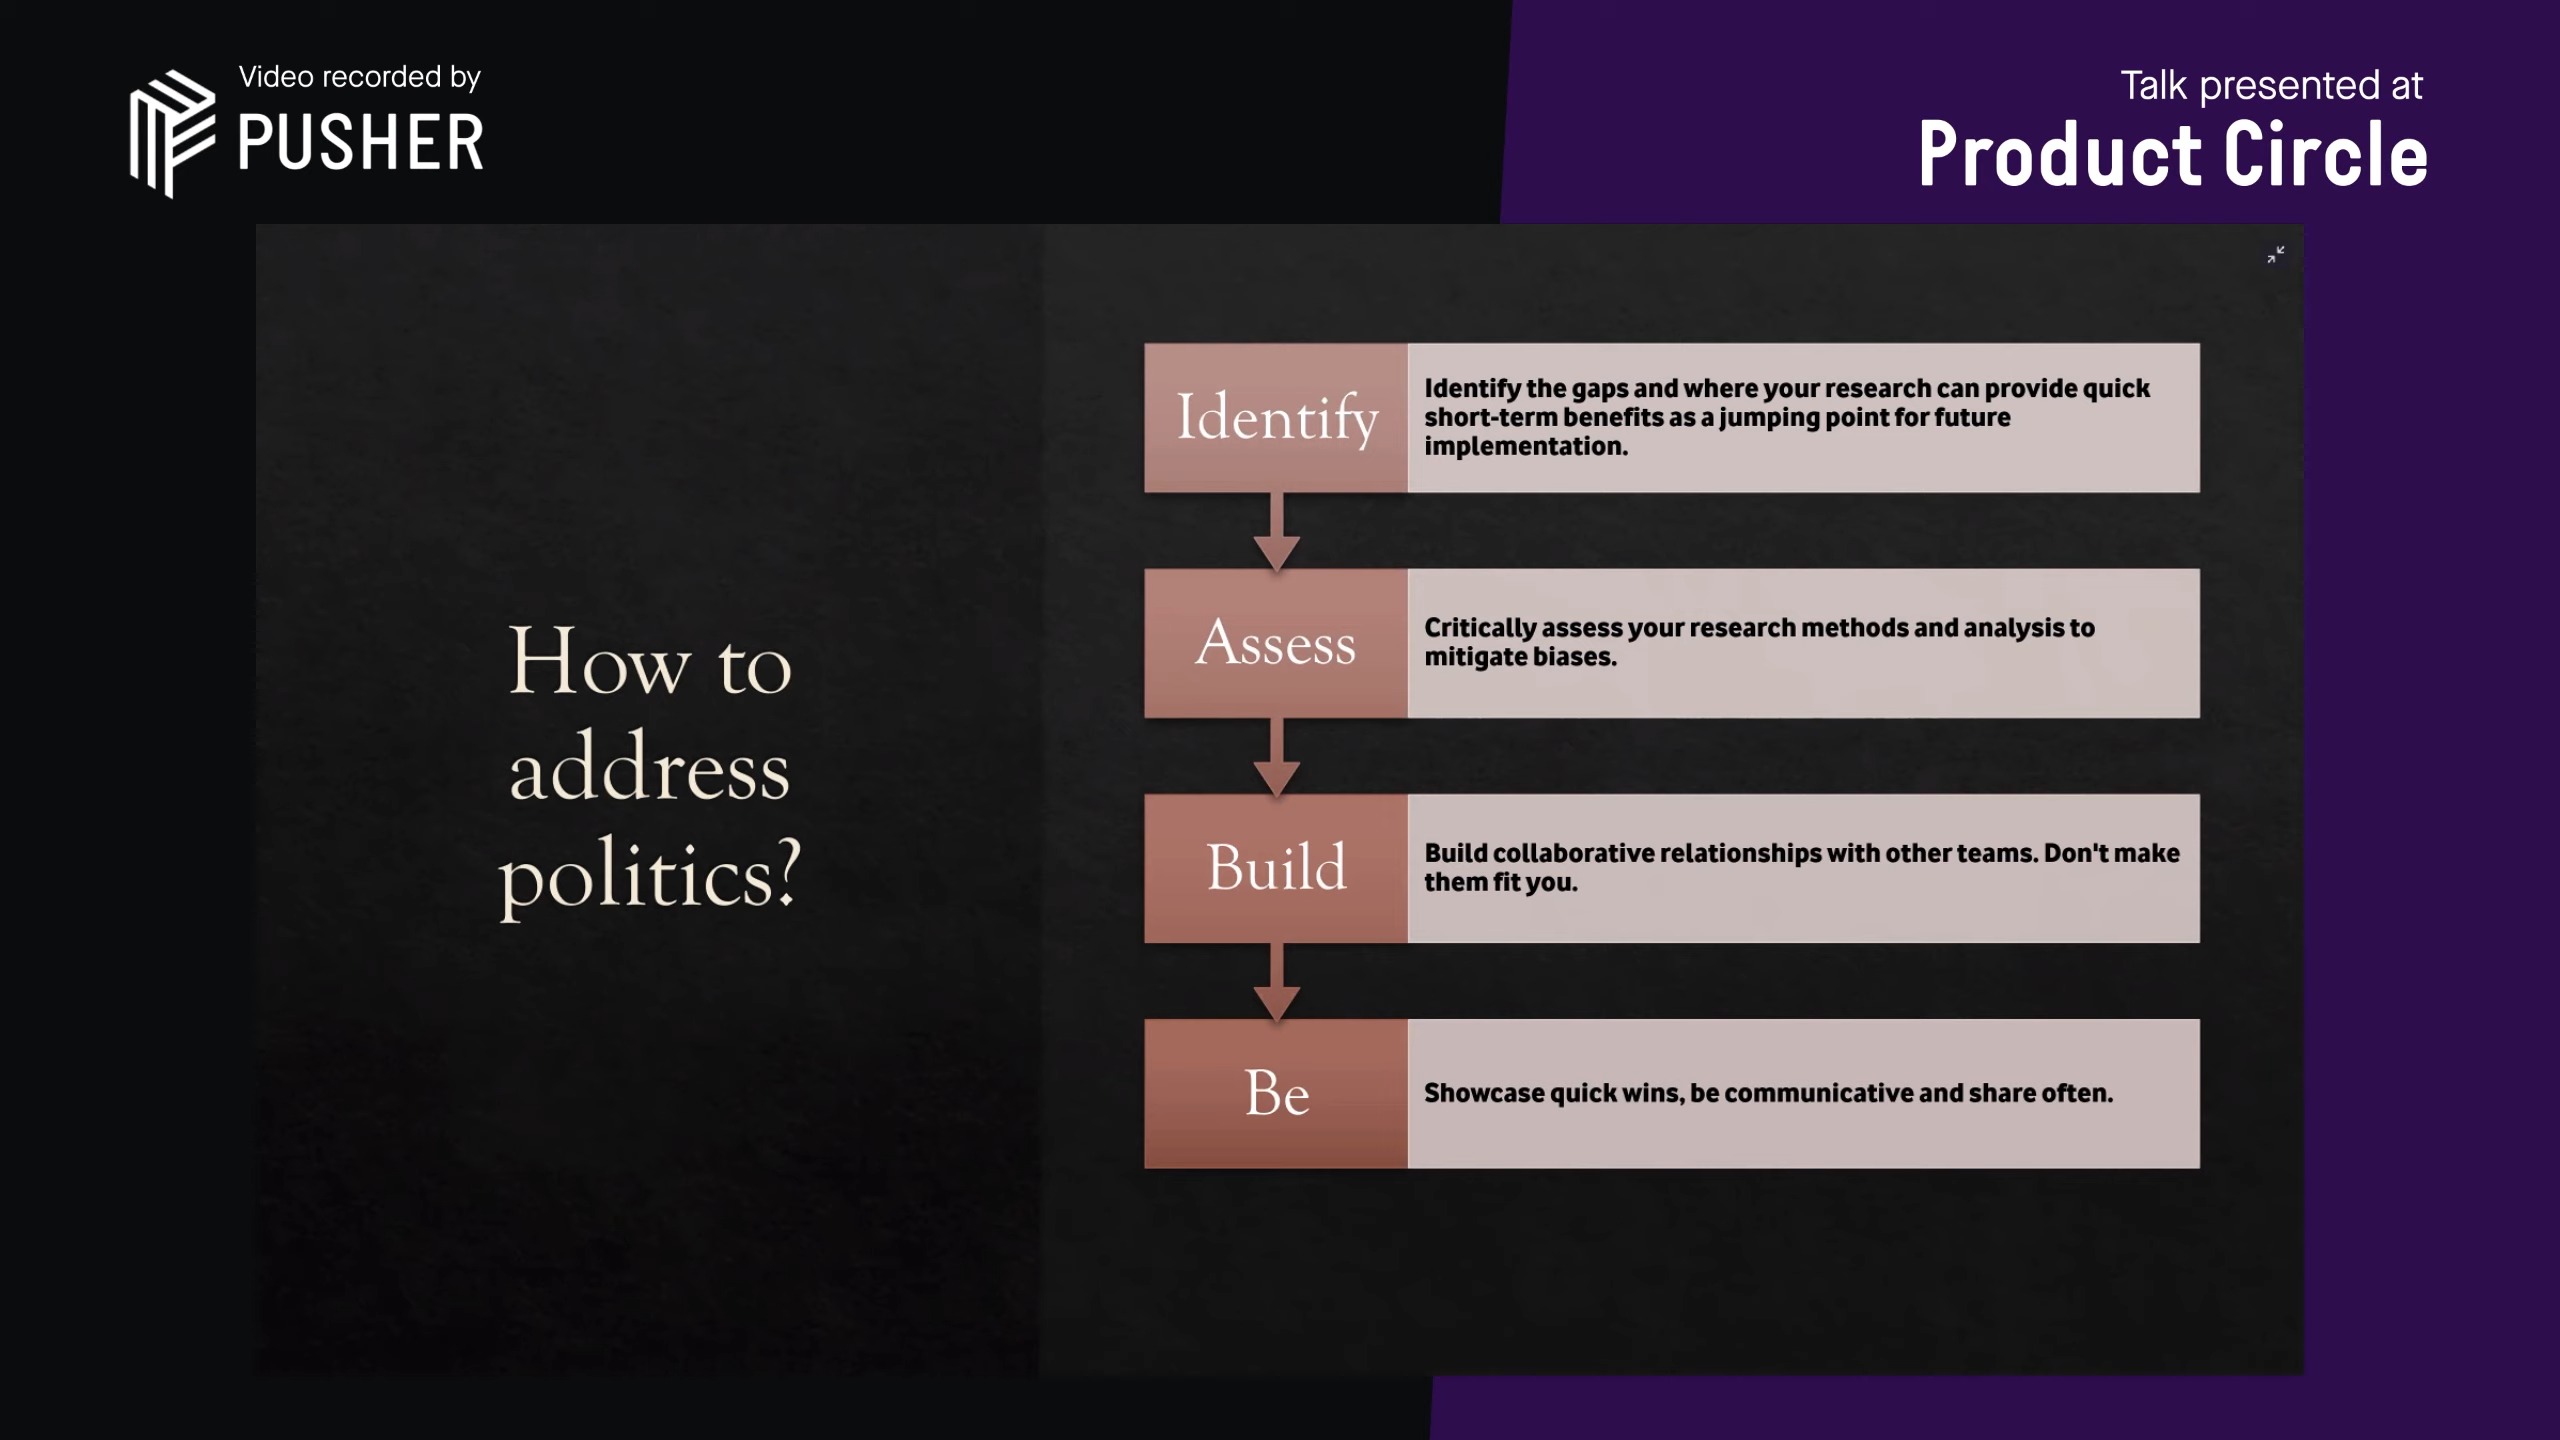 Video recorded by
PUSHER
Talk presented at
Product Circle
How to
address
politics?
Identify
Identify the gaps and where your research can provide quick
short-term benefits as a jumping point for future
implementation.
Assess
Critically assess your research methods and analysis to
mitigate biases.
Build
Build collaborative relationships with other teams. Don't make
them fit you.
Be
Showcase quick wins, be communicative and share often.